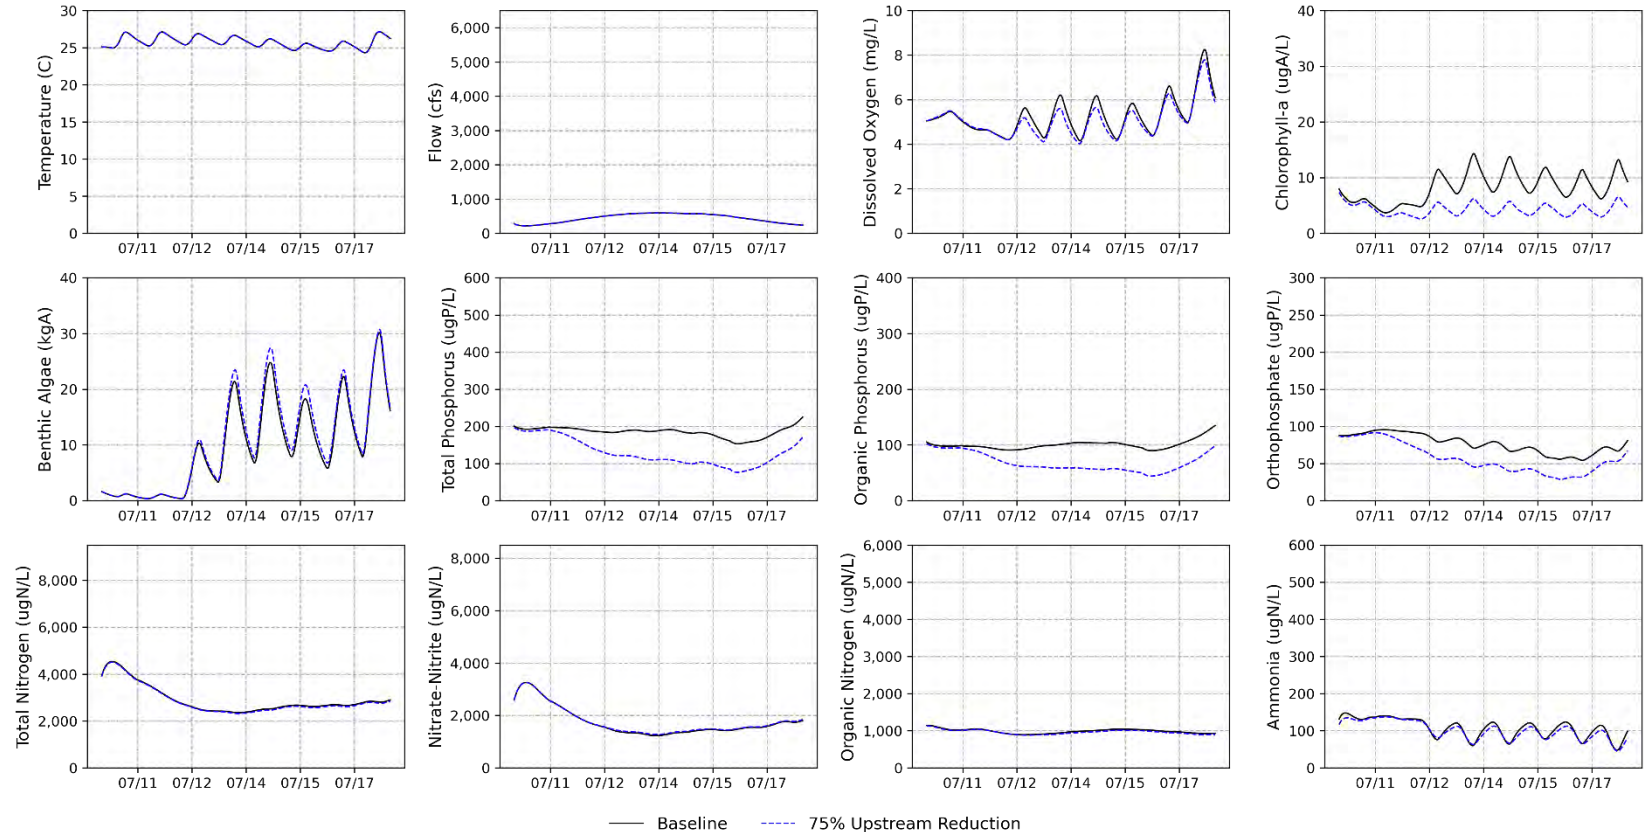 Temperature (C)
30
25
20
15
10
5
0
07/11 07/12 07/14 07/15 07/17
Flow (cfs)
6,000
5,000
4,000
3,000
2,000
1,000
0
07/11 07/12 07/14 07/15 07/17
Dissolved Oxygen (mg/L)
10
8
6
4
2
0
07/11 07/12 07/14 07/15 07/17
Chlorophyll-a (ugA/L)
40
30
20
10
0
07/11 07/12 07/14 07/15 07/17
Benthic Algae (kgA)
40
30
20
10
0
07/11 07/12 07/14 07/15 07/17
Total Phosphorus (ugP/L)
600
500
400
300
200
100
0
07/11 07/12 07/14 07/15 07/17
Organic Phosphorus (ugP/L)
400
300
200
100
0
07/11 07/12 07/14 07/15 07/17
Orthophosphate (ugP/L)
300
250
200
150
100
50
0
07/11 07/12 07/14 07/15 07/17
Total Nitrogen (ugN/L)
8,000
6,000
4,000
2,000
0
07/11 07/12 07/14 07/15 07/17
Nitrate-Nitrite (ugN/L)
8,000
6,000
4,000
2,000
0
07/11 07/12 07/14 07/15 07/17
Organic Nitrogen (ugN/L)
6,000
5,000
4,000
3,000
2,000
1,000
0
07/11 07/12 07/14 07/15 07/17
Ammonia (ugN/L)
600
500
400
300
200
100
0
07/11 07/12 07/14 07/15 07/17
Baseline 75% Upstream Reduction